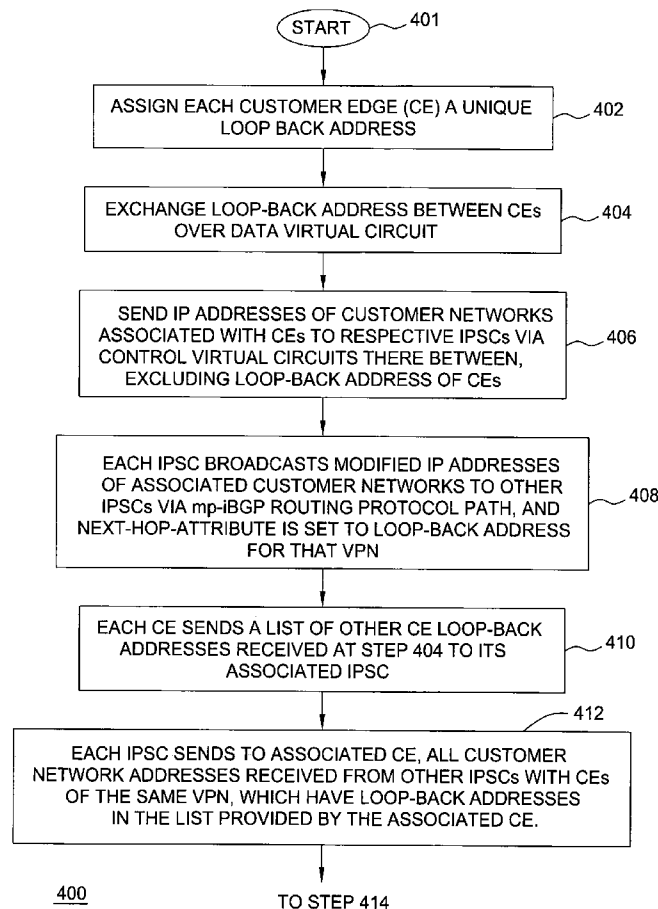 START
401
ASSIGN EACH CUSTOMER EDGE (CE) A UNIQUE
LOOP BACK ADDRESS
402
EXCHANGE LOOP-BACK ADDRESS BETWEEN CEs
OVER DATA VIRTUAL CIRCUIT
404
SEND IP ADDRESSES OF CUSTOMER NETWORKS
ASSOCIATED WITH CEs TO RESPECTIVE IPSCs VIA
CONTROL VIRTUAL CIRCUITS THERE BETWEEN,
EXCLUDING LOOP-BACK ADDRESS OF CEs
406
EACH IPSC BROADCASTS MODIFIED IP ADDRESSES
OF ASSOCIATED CUSTOMER NETWORKS TO OTHER
IPSCs VIA mp-iBGP ROUTING PROTOCOL PATH, AND
NEXT-HOP-ATTRIBUTE IS SET TO LOOP-BACK ADDRESS
FOR THAT VPN
408
EACH CE SENDS A LIST OF OTHER CE LOOP-BACK
ADDRESSES RECEIVED AT STEP 404 TO ITS
ASSOCIATED IPSC
410
412
EACH IPSC SENDS TO ASSOCIATED CE, ALL CUSTOMER
NETWORK ADDRESSES RECEIVED FROM OTHER IPSCs WITH CEs
OF THE SAME VPN, WHICH HAVE LOOP-BACK ADDRESSES
IN THE LIST PROVIDED BY THE ASSOCIATED CE.
400
TO STEP 414